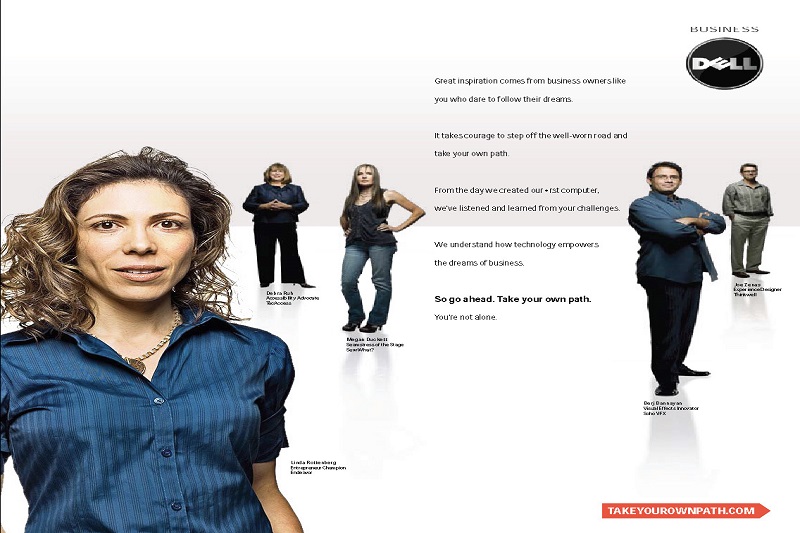 BUSINESS
DELL
Great inspiration comes from business owners like
you who dare to follow their dreams.
It takes courage to step off the well-worn road and
take your own path.
From the day we created our •rst computer,
we've listened and learned from your challenges.
We understand how technology empowers
the dreams of business.
So go ahead. Take your own path.
You're not alone.
Debra Ruh
Accessibility Advocate
TecAccess
Megan Duckett
Seamstress of the Stage
Sew What?
Joe Zenas
Experience Designer
Thinkwell
Berj Bannayan
Visual Effects Innovator
Soho VFX
Linda Rottenberg
Entrepreneur Champion
Endeavor
TAKEYOUROWNPATH.COM